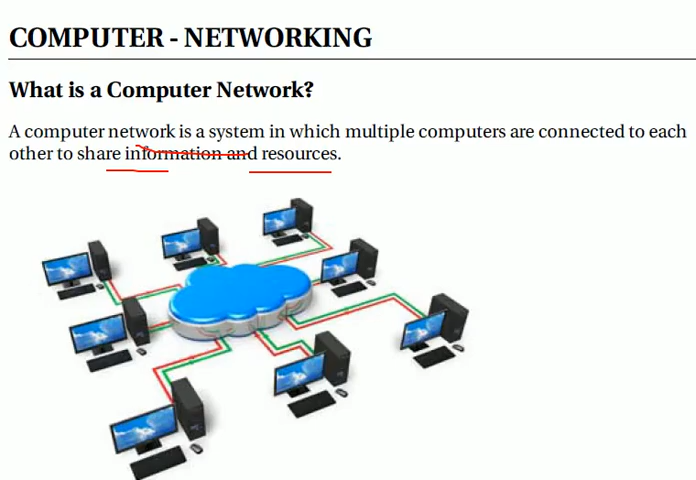 COMPUTER - NETWORKING
What is a Computer Network?
A computer network is a system in which multiple computers are connected to each
other to share information and resources.